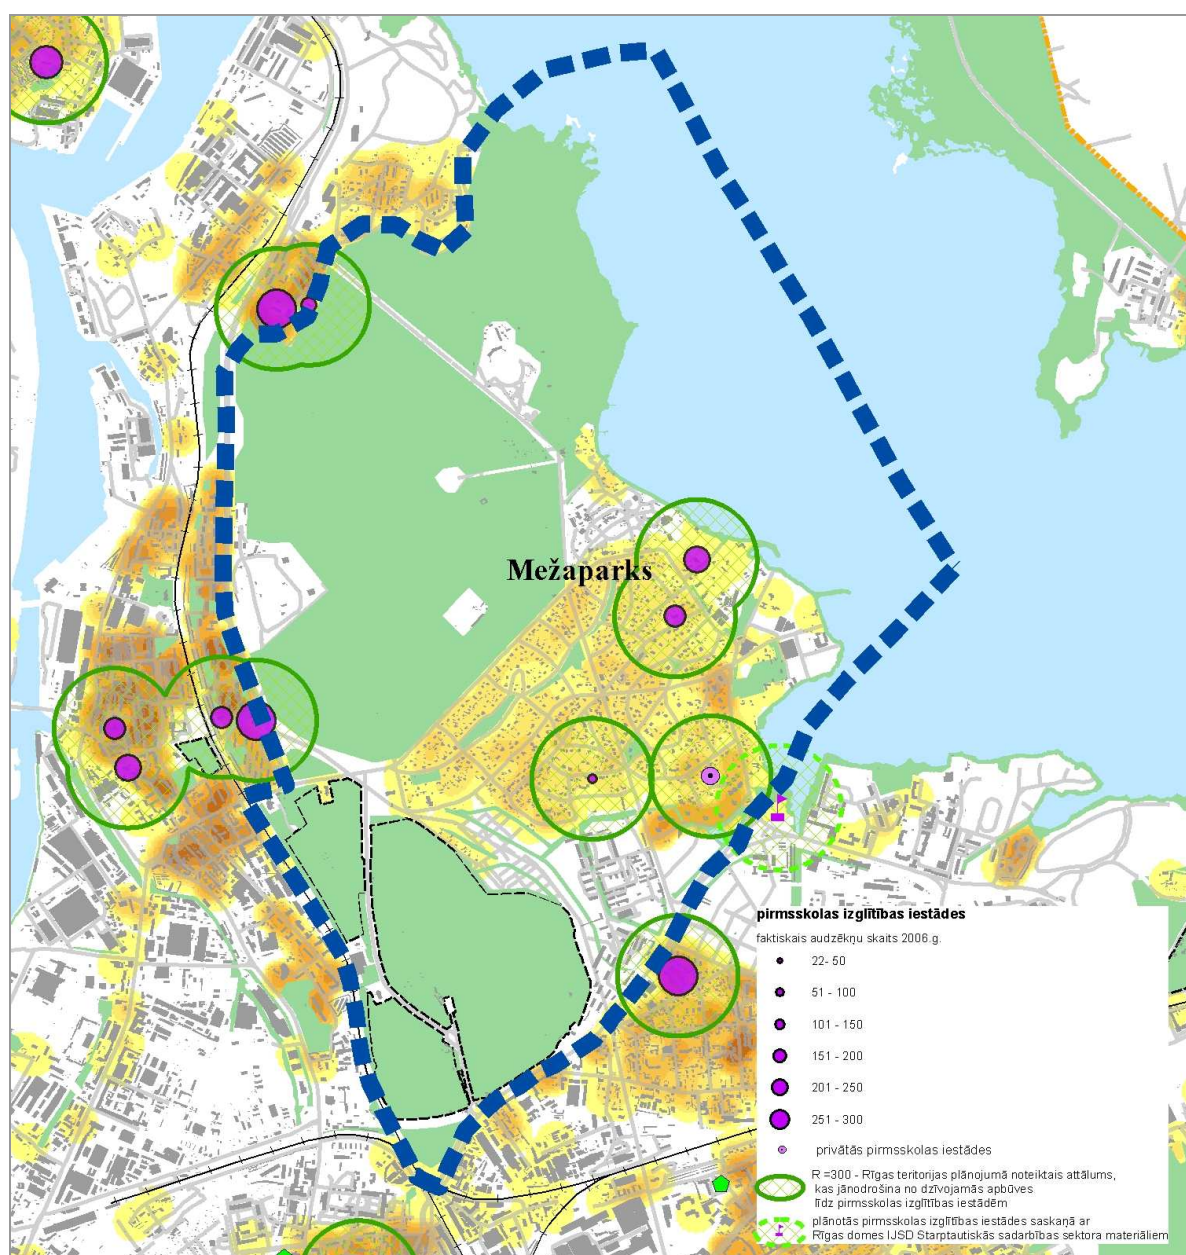 Mežaparks
pirmsskolas izglītības iestādes
faktiskais audzēkņu skaits 2006.g.
22- 50
51 - 100
101 - 150
151 - 200
201 - 250
251 - 300
privātās pirmsskolas iestādes
R =300 - Rīgas teritorijas plānojumā noteiktais attālums,
kas jānodrošina no dzīvojamās apbūves
līdz pirmsskolas izglītības iestādēm
plānotās pirmsskolas izglītības iestādes saskaņā ar
Rīgas domes IJSD Starptautiskās sadarbības sektora materiāliem